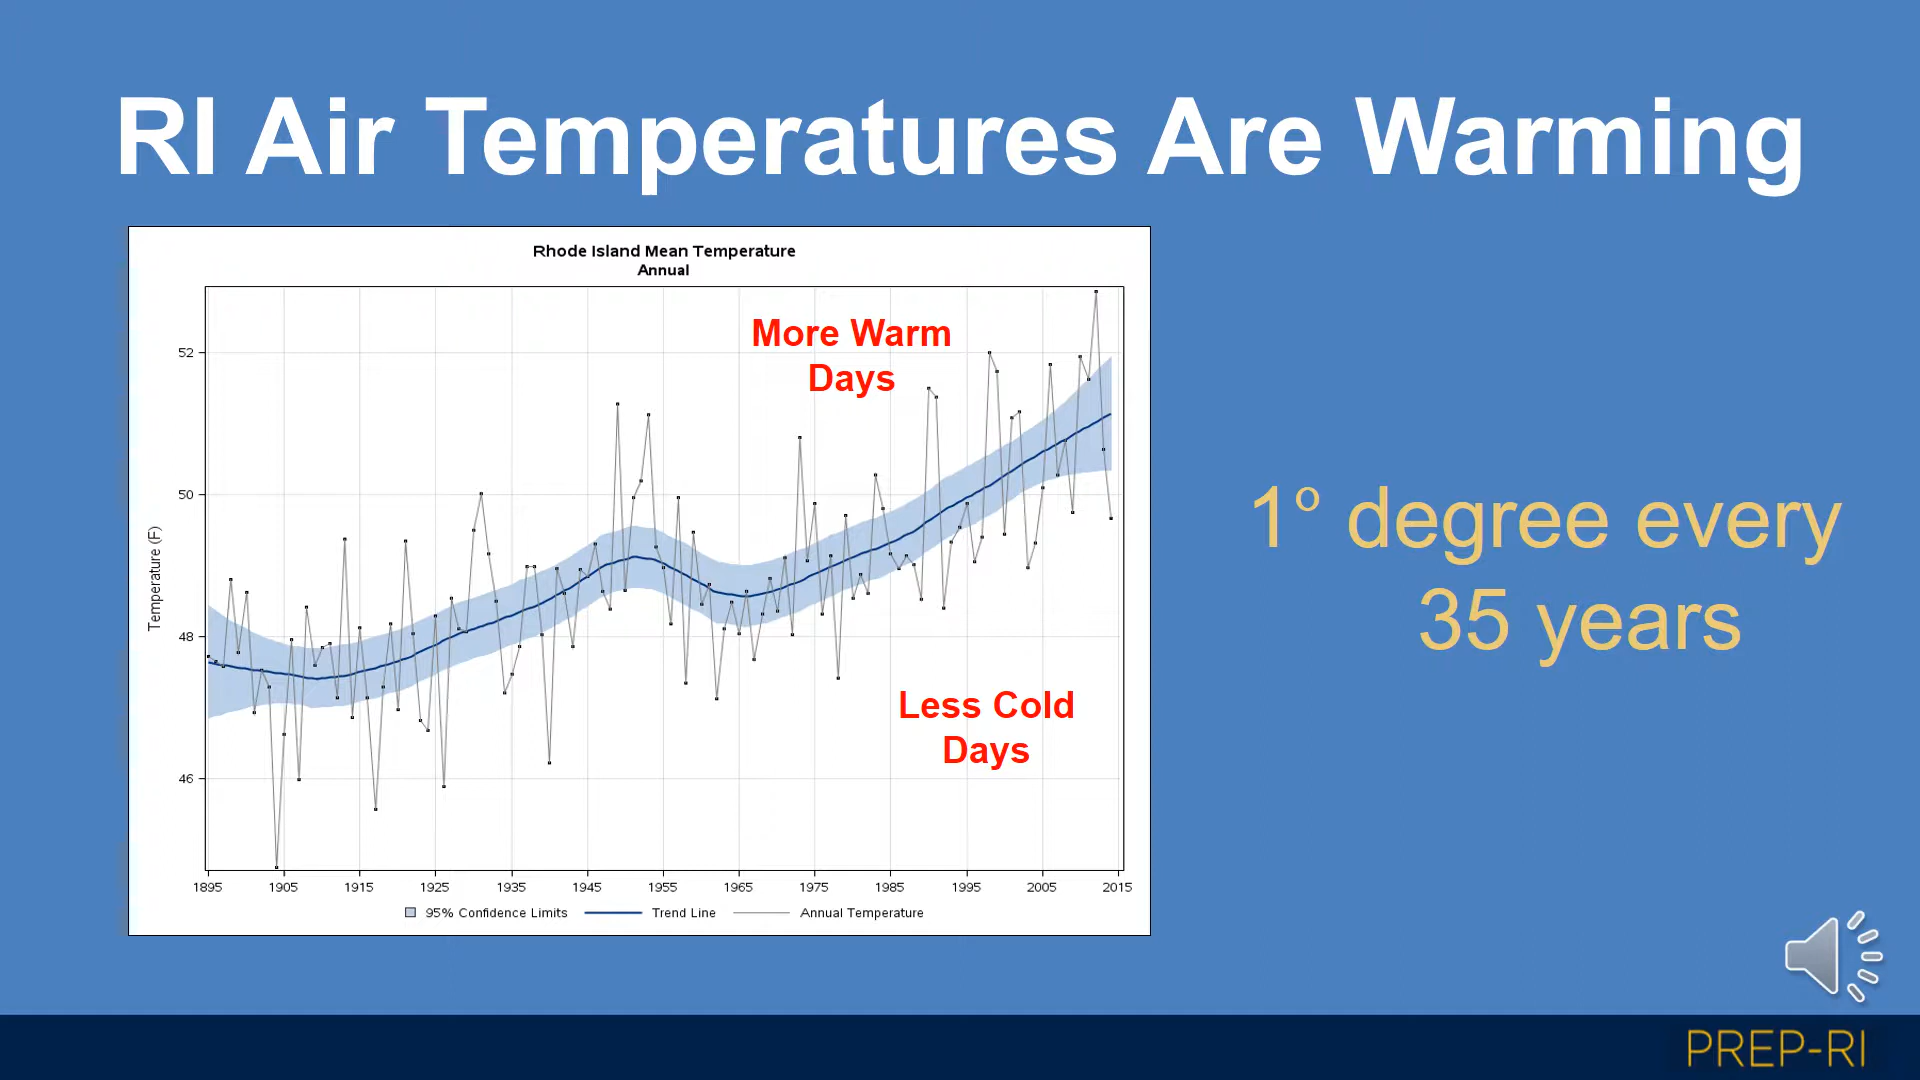 RI Air Temperatures Are Warming
Rhode Island Mean Temperature
Annual
More Warm
Days
Less Cold
Days
Temperature (F)
52
50
48
46
1895 1905 1915 1925 1935 1945 1955 1965 1975 1985 1995 2005 2015
95% Confidence Limits Trend Line Annual Temperature
1° degree every
35 years
PREP-RI